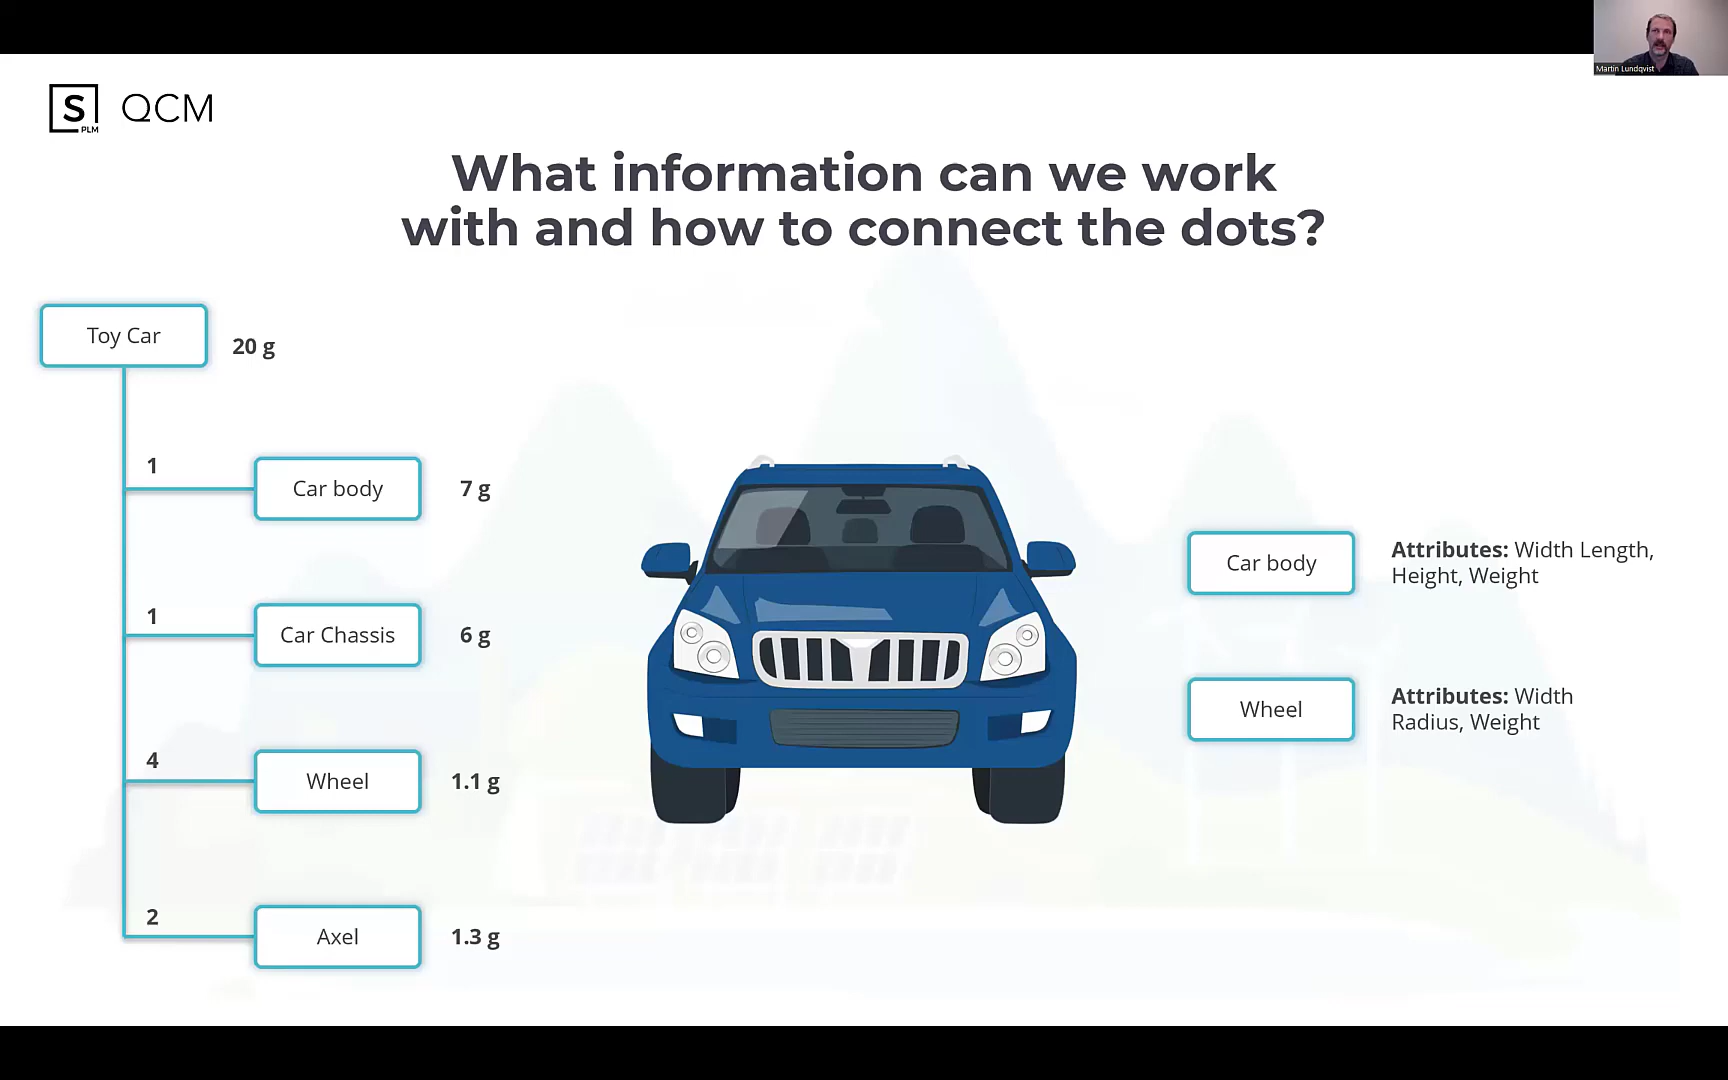 Martin Lundqvist
S PLM QCM
What information can we work
with and how to connect the dots?
Toy Car
20 g
1
Car body
7 g
1
Car Chassis
6 g
4
Wheel
1.1 g
2
Axel
1.3 g
Car body
Attributes: Width Length,
Height, Weight
Wheel
Attributes: Width
Radius, Weight